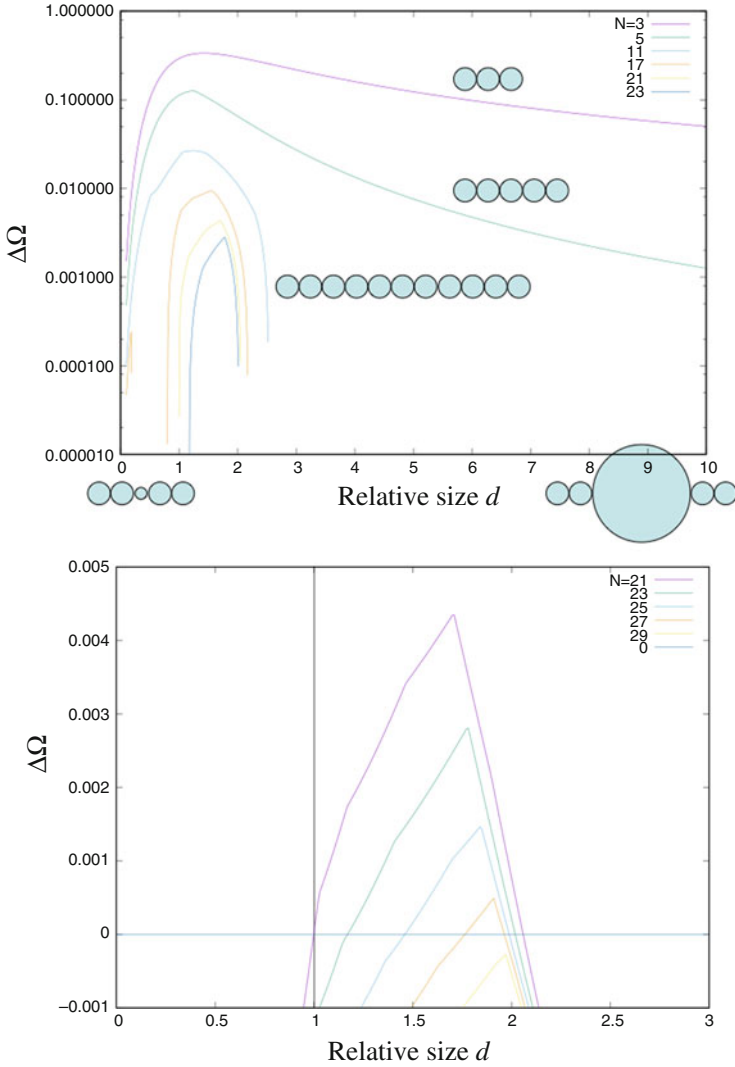 1.000000
N=3
5
11
17
21
23
0.100000
0.010000
0.001000
0.000100
0.000010
ΔΩ
0 1 2 3 4 5 6 7 8 9 10
Relative size d
0.005
N=21
23
25
27
29
0
0.004
0.003
0.002
0.001
0
−0.001
ΔΩ
0 0.5 1 1.5 2 2.5 3
Relative size d